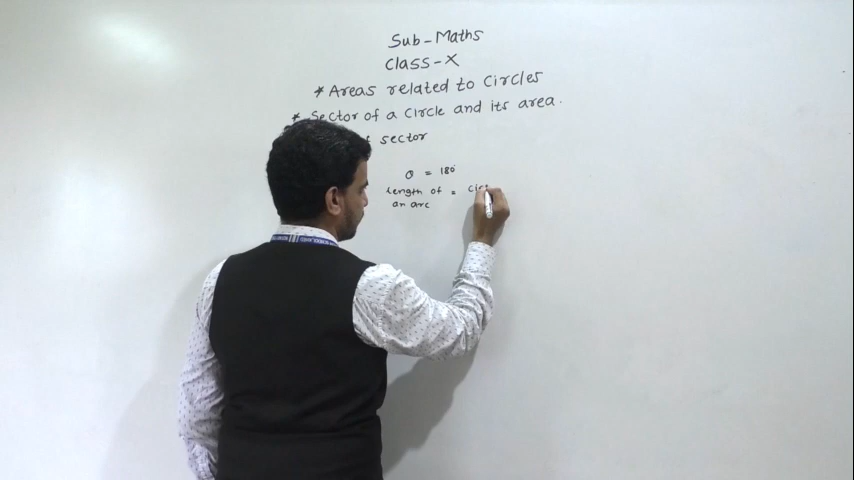 Sub-Maths
Class-X
* Areas related to Circles
* Sector of a Circle and its area.
sector
θ = 180°
Length of =
an arc